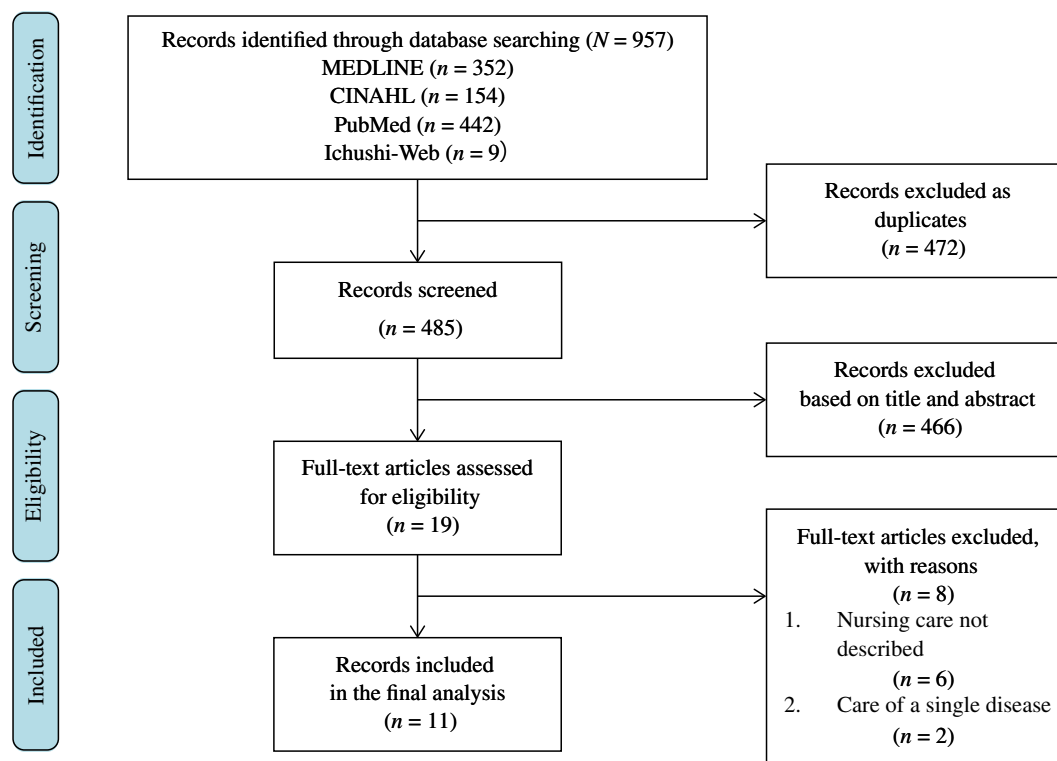 Identification
Records identified through database searching (N = 957)
MEDLINE (n = 352)
CINAHL (n = 154)
PubMed (n = 442)
Ichushi-Web (n = 9)
Records excluded as
duplicates
(n = 472)
Screening
Records screened
(n = 485)
Records excluded
based on title and abstract
(n = 466)
Eligibility
Full-text articles assessed
for eligibility
(n = 19)
Full-text articles excluded,
with reasons
(n = 8)
1. Nursing care not
described
(n = 6)
2. Care of a single disease
(n = 2)
Included
Records included
in the final analysis
(n = 11)